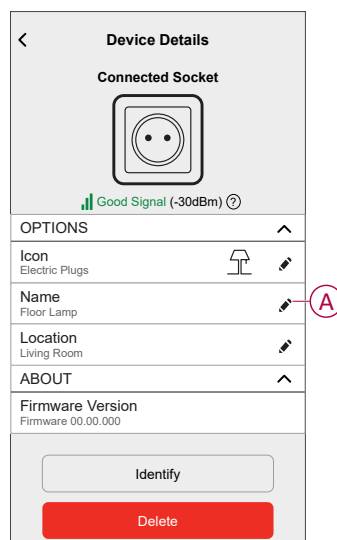 Device Details
Connected Socket
Good Signal (-30dBm) ?
OPTIONS
Icon
Electric Plugs
Name
Floor Lamp
A
Location
Living Room
ABOUT
Firmware Version
Firmware 00.00.000
Identify
Delete